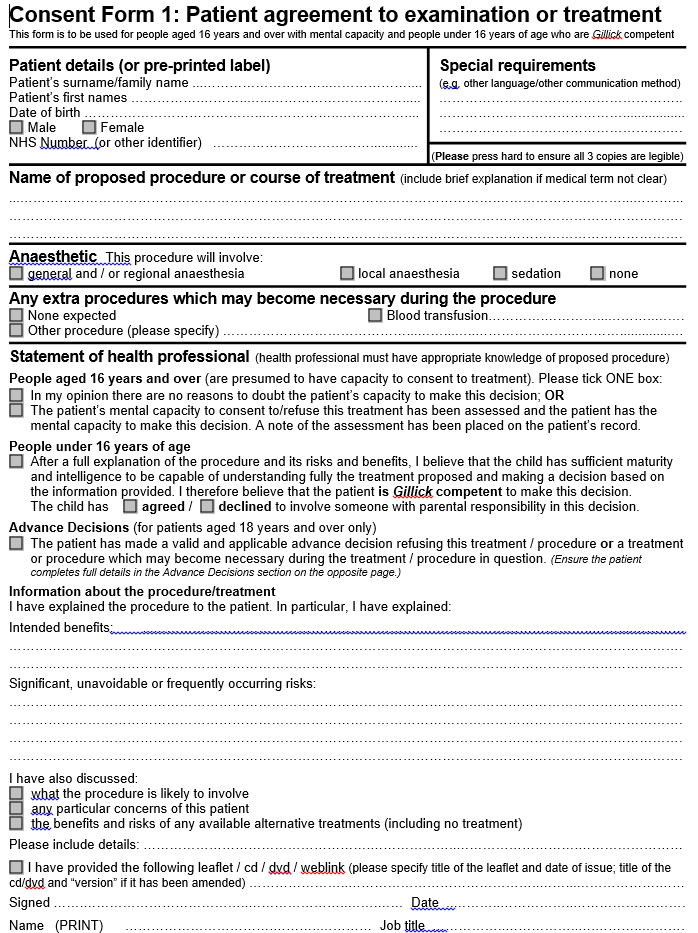 Consent Form 1: Patient agreement to examination or treatment
This form is to be used for people aged 16 years and over with mental capacity and people under 16 years of age who are Gillick competent
Patient details (or pre-printed label)
Patient's surname/family name
Patient's first names
Date of birth
Male Female
NHS Number (or other identifier)
Special requirements
(e.g. other language/other communication method)
(Please press hard to ensure all 3 copies are legible)
Name of proposed procedure or course of treatment (include brief explanation if medical term not clear)
Anaesthetic This procedure will involve:
general and / or regional anaesthesia local anaesthesia sedation none
Any extra procedures which may become necessary during the procedure
None expected Blood transfusion
Other procedure (please specify)
Statement of health professional (health professional must have appropriate knowledge of proposed procedure)
People aged 16 years and over (are presumed to have capacity to consent to treatment). Please tick ONE box:
In my opinion there are no reasons to doubt the patient's capacity to make this decision; OR
The patient's mental capacity to consent to/refuse this treatment has been assessed and the patient has the
mental capacity to make this decision. A note of the assessment has been placed on the patient's record.
People under 16 years of age
After a full explanation of the procedure and its risks and benefits, I believe that the child has sufficient maturity
and intelligence to be capable of understanding fully the treatment proposed and making a decision based on
the information provided. I therefore believe that the patient is Gillick competent to make this decision.
The child has agreed / declined to involve someone with parental responsibility in this decision.
Advance Decisions (for patients aged 18 years and over only)
The patient has made a valid and applicable advance decision refusing this treatment / procedure or a treatment
or procedure which may become necessary during the treatment / procedure in question. (Ensure the patient
completes full details in the Advance Decisions section on the opposite page.)
Information about the procedure/treatment
I have explained the procedure to the patient. In particular, I have explained:
Intended benefits:
Significant, unavoidable or frequently occurring risks:
I have also discussed:
what the procedure is likely to involve
any particular concerns of this patient
the benefits and risks of any available alternative treatments (including no treatment)
Please include details:
I have provided the following leaflet / cd / dvd / weblink (please specify title of the leaflet and date of issue; title of the
cd/dvd and "version" if it has been amended)
Signed Date
Name (PRINT) Job title